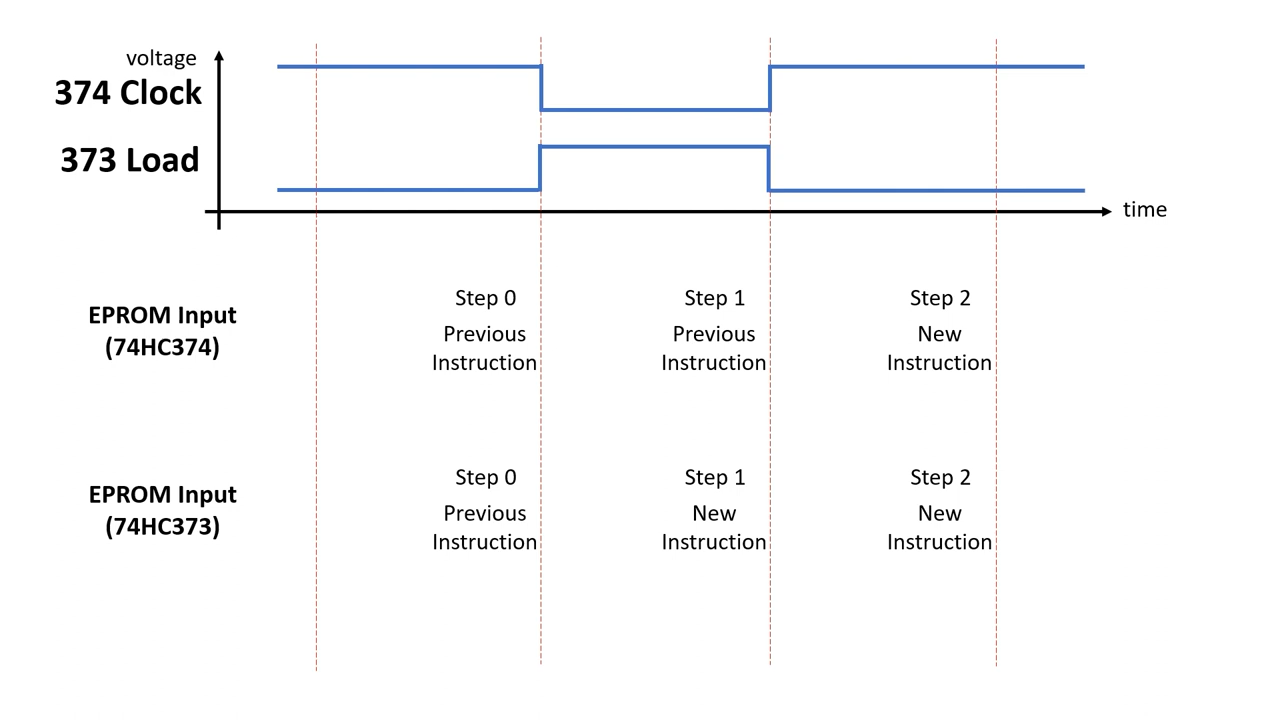 voltage
374 Clock
373 Load
time
EPROM Input
(74HC374)
Step 0
Previous
Instruction
Step 1
Previous
Instruction
Step 2
New
Instruction
EPROM Input
(74HC373)
Step 0
Previous
Instruction
Step 1
New
Instruction
Step 2
New
Instruction